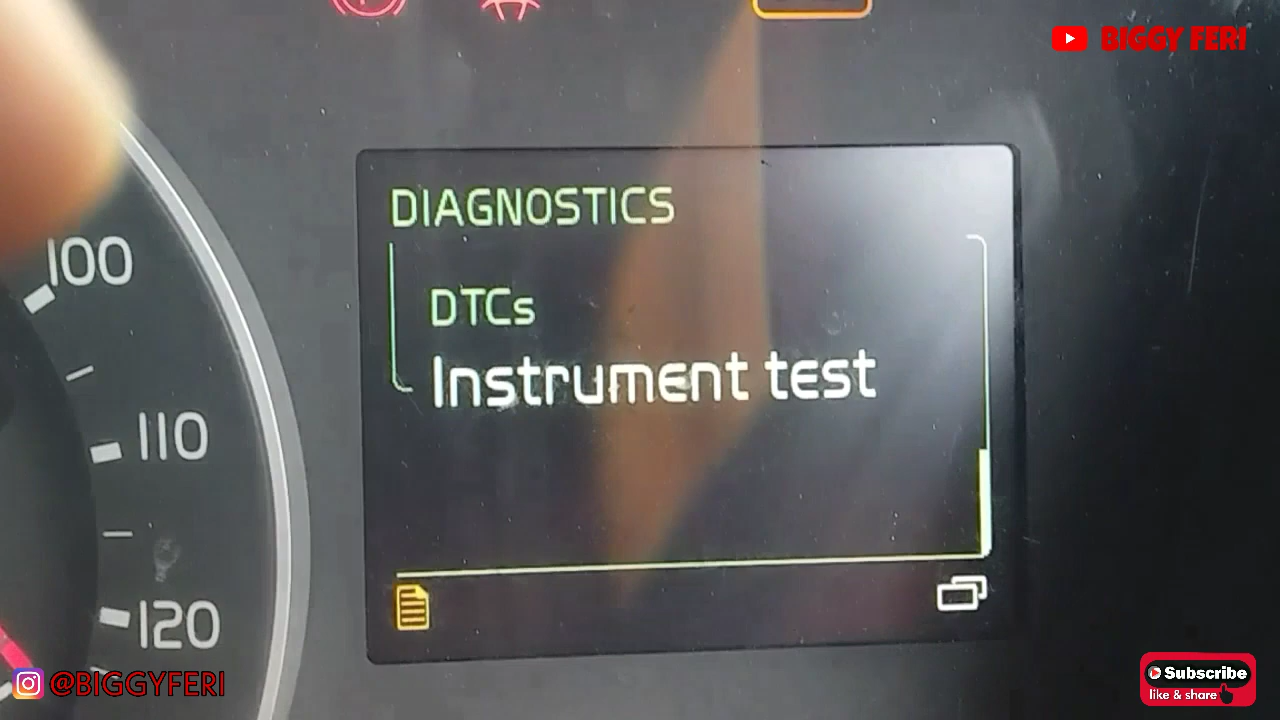 BIGGY FERI
DIAGNOSTICS
DTCs
Instrument test
100
110
120
@BIGGYFERI
Subscribe
like & share